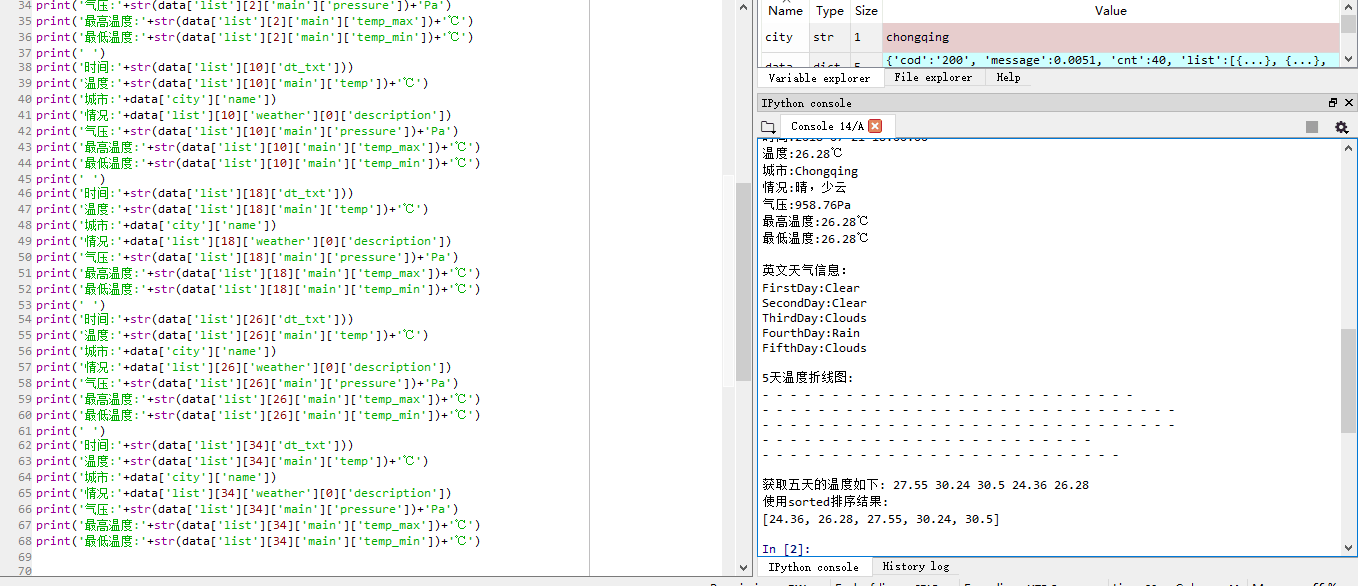 34 print('气压:'+str(data['list'][2]['main']['pressure'])+'Pa')
35 print('最高温度:'+str(data['list'][2]['main']['temp_max'])+'℃')
36 print('最低温度:'+str(data['list'][2]['main']['temp_min'])+'℃')
37 print(' ')
38 print('时间:'+str(data['list'][10]['dt_txt']))
39 print('温度:'+str(data['list'][10]['main']['temp'])+'℃')
40 print('城市:'+data['city']['name'])
41 print('情况:'+data['list'][10]['weather'][0]['description'])
42 print('气压:'+str(data['list'][10]['main']['pressure'])+'Pa')
43 print('最高温度:'+str(data['list'][10]['main']['temp_max'])+'℃')
44 print('最低温度:'+str(data['list'][10]['main']['temp_min'])+'℃')
45 print(' ')
46 print('时间:'+str(data['list'][18]['dt_txt']))
47 print('温度:'+str(data['list'][18]['main']['temp'])+'℃')
48 print('城市:'+data['city']['name'])
49 print('情况:'+data['list'][18]['weather'][0]['description'])
50 print('气压:'+str(data['list'][18]['main']['pressure'])+'Pa')
51 print('最高温度:'+str(data['list'][18]['main']['temp_max'])+'℃')
52 print('最低温度:'+str(data['list'][18]['main']['temp_min'])+'℃')
53 print(' ')
54 print('时间:'+str(data['list'][26]['dt_txt']))
55 print('温度:'+str(data['list'][26]['main']['temp'])+'℃')
56 print('城市:'+data['city']['name'])
57 print('情况:'+data['list'][26]['weather'][0]['description'])
58 print('气压:'+str(data['list'][26]['main']['pressure'])+'Pa')
59 print('最高温度:'+str(data['list'][26]['main']['temp_max'])+'℃')
60 print('最低温度:'+str(data['list'][26]['main']['temp_min'])+'℃')
61 print(' ')
62 print('时间:'+str(data['list'][34]['dt_txt']))
63 print('温度:'+str(data['list'][34]['main']['temp'])+'℃')
64 print('城市:'+data['city']['name'])
65 print('情况:'+data['list'][34]['weather'][0]['description'])
66 print('气压:'+str(data['list'][34]['main']['pressure'])+'Pa')
67 print('最高温度:'+str(data['list'][34]['main']['temp_max'])+'℃')
68 print('最低温度:'+str(data['list'][34]['main']['temp_min'])+'℃')
69
70
Name Type Size Value
city str 1 chongqing
data dict 5 {'cod':'200', 'message':0.0051, 'cnt':40, 'list':[{...}, {...},
Variable explorer File explorer Help
IPython console
Console 14/A
温度:26.28℃
城市:Chongqing
情况:晴，少云
气压:958.76Pa
最高温度:26.28℃
最低温度:26.28℃
英文天气信息:
FirstDay:Clear
SecondDay:Clear
ThirdDay:Clouds
FourthDay:Rain
FifthDay:Clouds
5天温度折线图:
- - - - - - - - - - - - - - - - - - - - - - - - - - -
- - - - - - - - - - - - - - - - - - - - - - - - - - - - - -
- - - - - - - - - - - - - - - - - - - - - - - - - - - - - -
- - - - - - - - - - - - - - - - - - - - - - - -
- - - - - - - - - - - - - - - - - - - - - - - - - -
获取五天的温度如下: 27.55 30.24 30.5 24.36 26.28
使用sorted排序结果:
[24.36, 26.28, 27.55, 30.24, 30.5]
In [2]:
IPython console History log